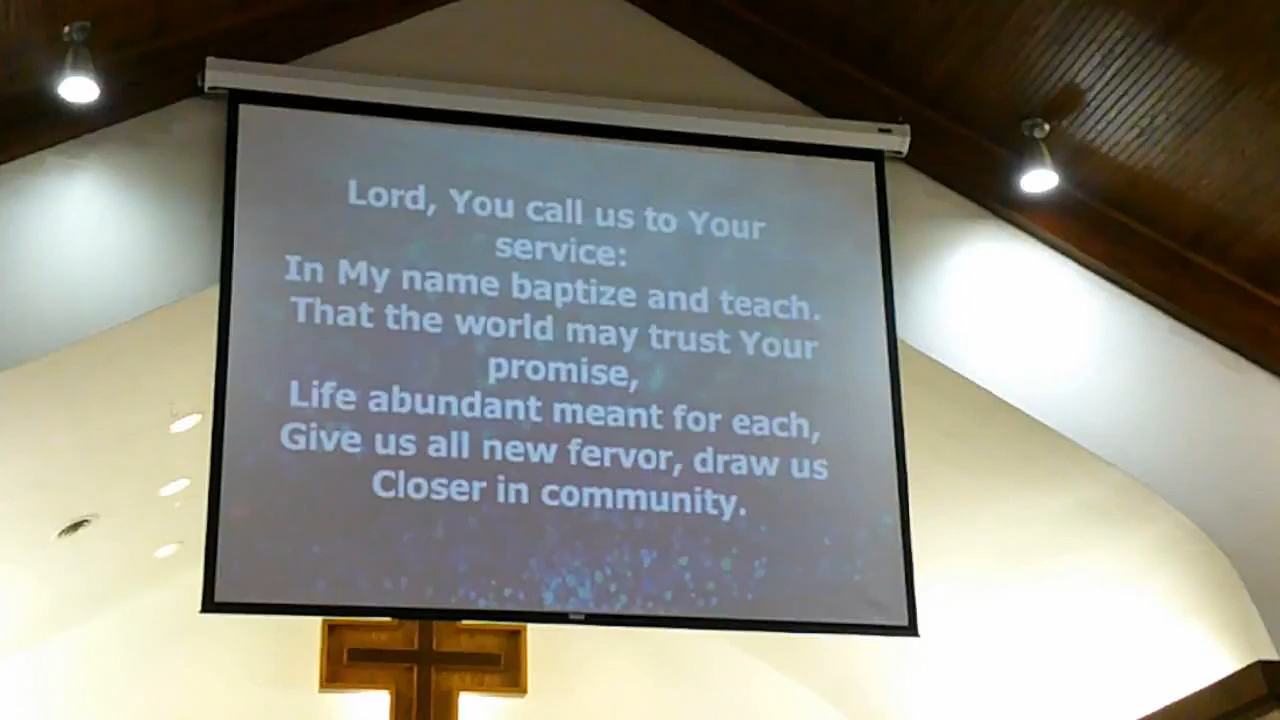 Lord, You call us to Your
service:
In My name baptize and teach.
That the world may trust Your
promise,
Life abundant meant for each,
Give us all new fervor, draw us
Closer in community.